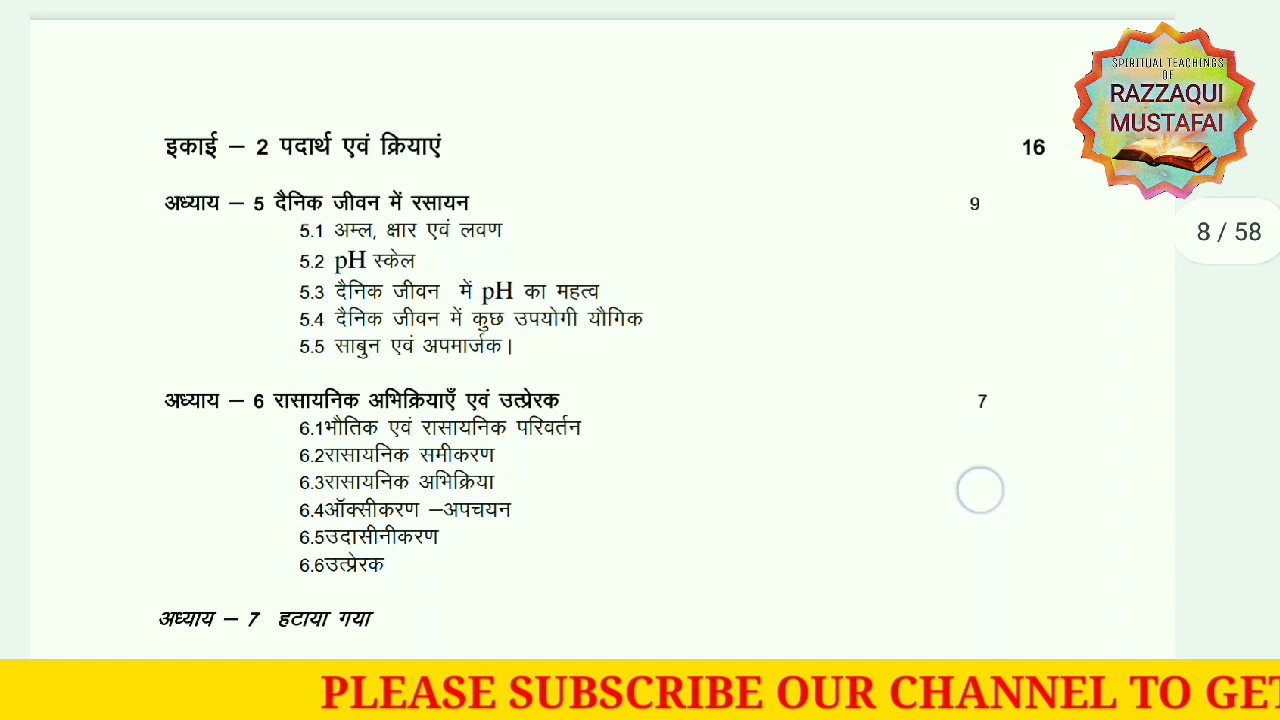 SPIRITUAL TEACHINGS
OF
RAZZAQUI
MUSTAFAI
इकाई – 2 पदार्थ एवं क्रियाएं 16
अध्याय – 5 दैनिक जीवन में रसायन 9
8 / 58
5.1 अम्ल, क्षार एवं लवण
5.2 pH स्केल
5.3 दैनिक जीवन में pH का महत्व
5.4 दैनिक जीवन में कुछ उपयोगी यौगिक
5.5 साबुन एवं अपमार्जक।
अध्याय – 6 रासायनिक अभिक्रियाएँ एवं उत्प्रेरक 7
6.1भौतिक एवं रासायनिक परिवर्तन
6.2रासायनिक समीकरण
6.3रासायनिक अभिक्रिया
6.4ऑक्सीकरण –अपचयन
6.5उदासीनीकरण
6.6उत्प्रेरक
अध्याय – 7 हटाया गया
PLEASE SUBSCRIBE OUR CHANNEL TO GET